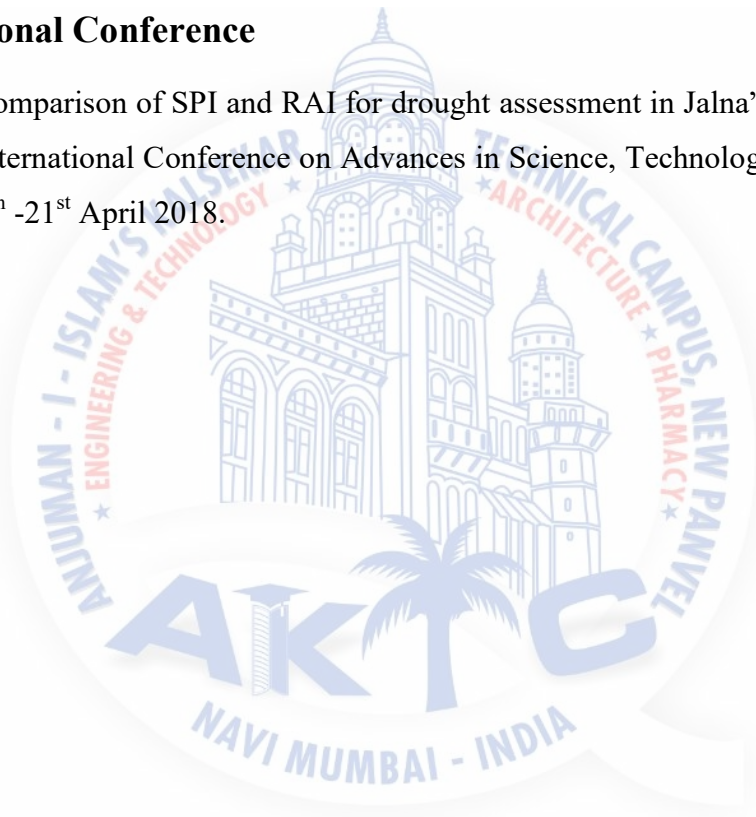 onal Conference
omparison of SPI and RAI for drought assessment in Jalna’
ternational Conference on Advances in Science, Technolog
-21st April 2018.
ANJUMAN - I - ISLAM'S KALSEKAR TECHNICAL CAMPUS, NEW PANVEL
★ ENGINEERING & TECHNOLOGY ★ ★ ARCHITECTURE ★ PHARMACY ★
AKTC
NAVI MUMBAI - INDIA